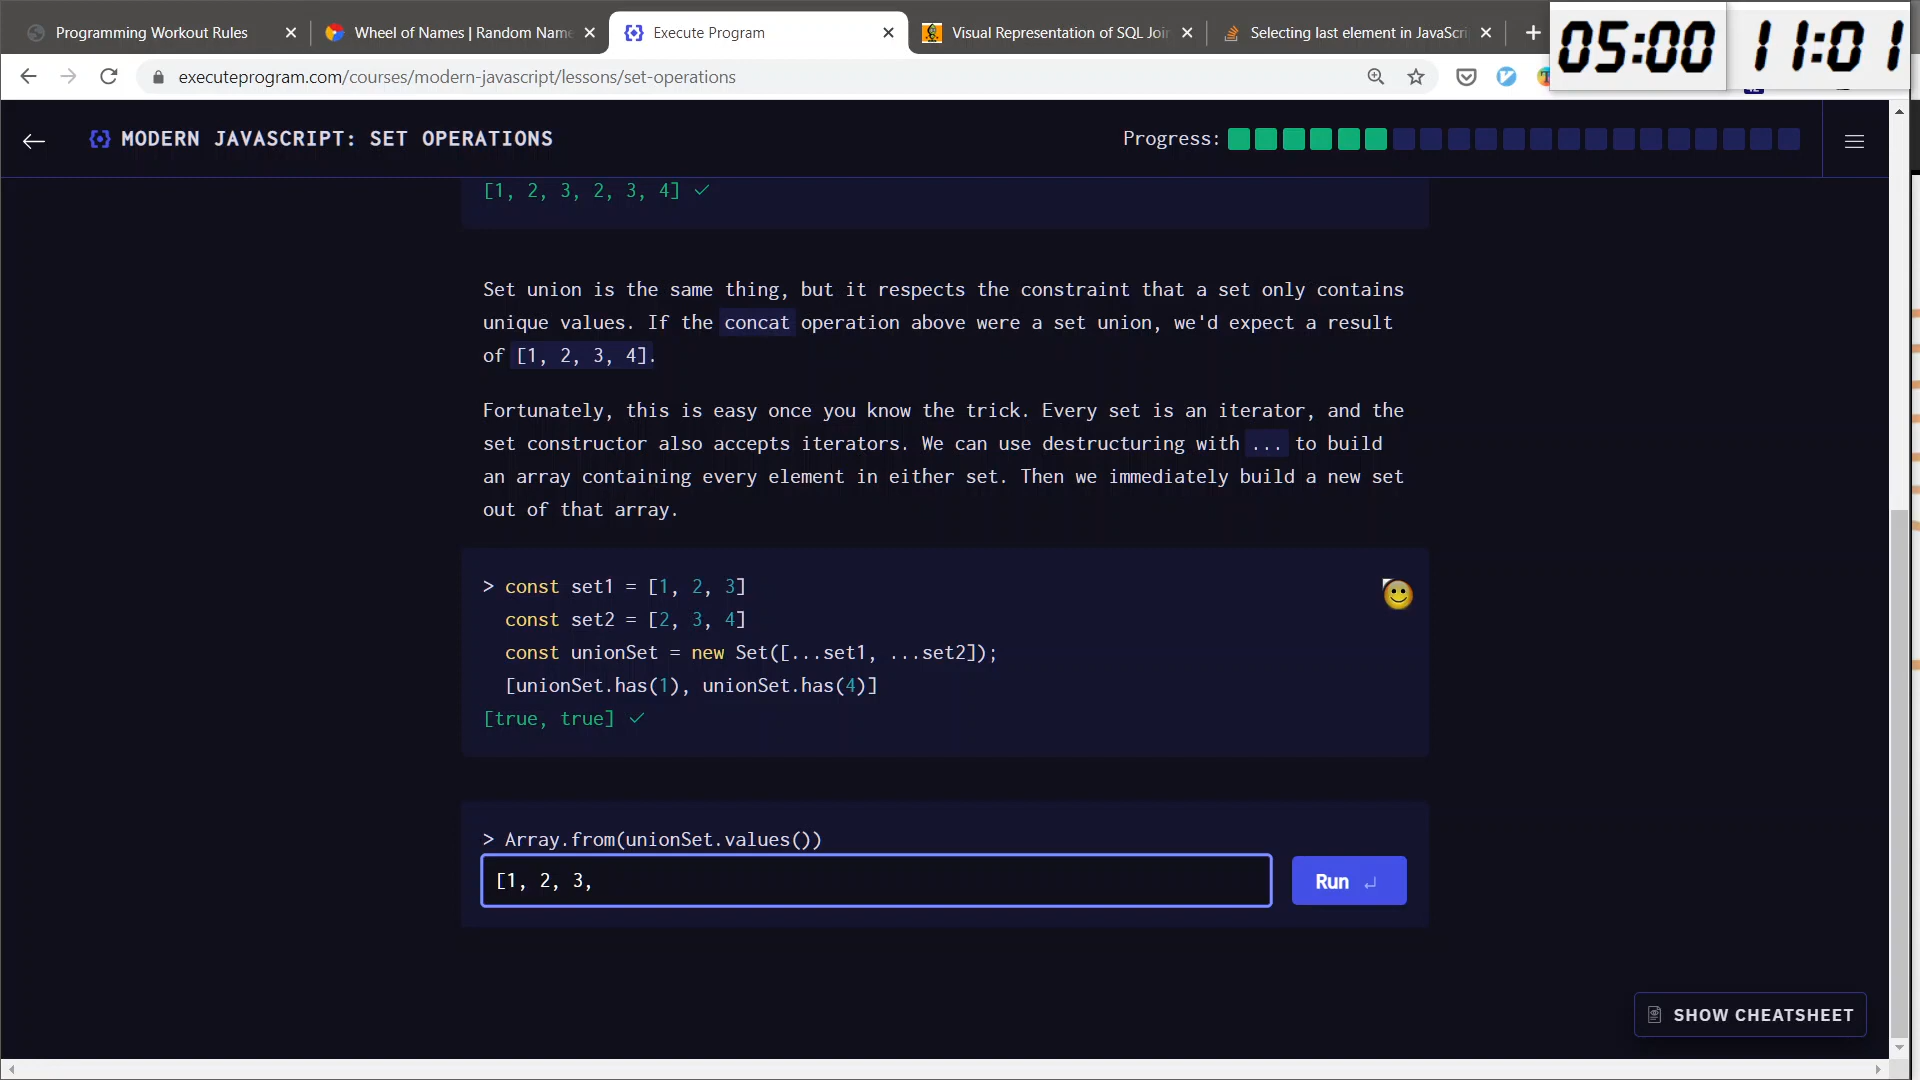 Programming Workout Rules
Wheel of Names | Random Name
Execute Program
Visual Representation of SQL Join
Selecting last element in JavaScri
05:00
11:01
executeprogram.com/courses/modern-javascript/lessons/set-operations
MODERN JAVASCRIPT: SET OPERATIONS
Progress:
[1, 2, 3, 2, 3, 4] ✓
Set union is the same thing, but it respects the constraint that a set only contains
unique values. If the concat operation above were a set union, we'd expect a result
of [1, 2, 3, 4].
Fortunately, this is easy once you know the trick. Every set is an iterator, and the
set constructor also accepts iterators. We can use destructuring with ... to build
an array containing every element in either set. Then we immediately build a new set
out of that array.
> const set1 = [1, 2, 3]
const set2 = [2, 3, 4]
const unionSet = new Set([...set1, ...set2]);
[unionSet.has(1), unionSet.has(4)]
[true, true] ✓
> Array.from(unionSet.values())
[1, 2, 3,
Run ↵
SHOW CHEATSHEET